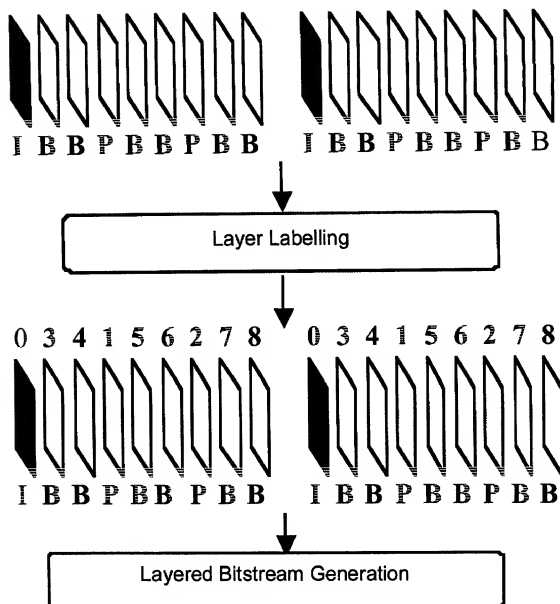 I B B P B B P B B I B B P B B P B B
Layer Labelling
0 3 4 1 5 6 2 7 8 0 3 4 1 5 6 2 7 8
I B B P B B P B B I B B P B B P B B
Layered Bitstream Generation